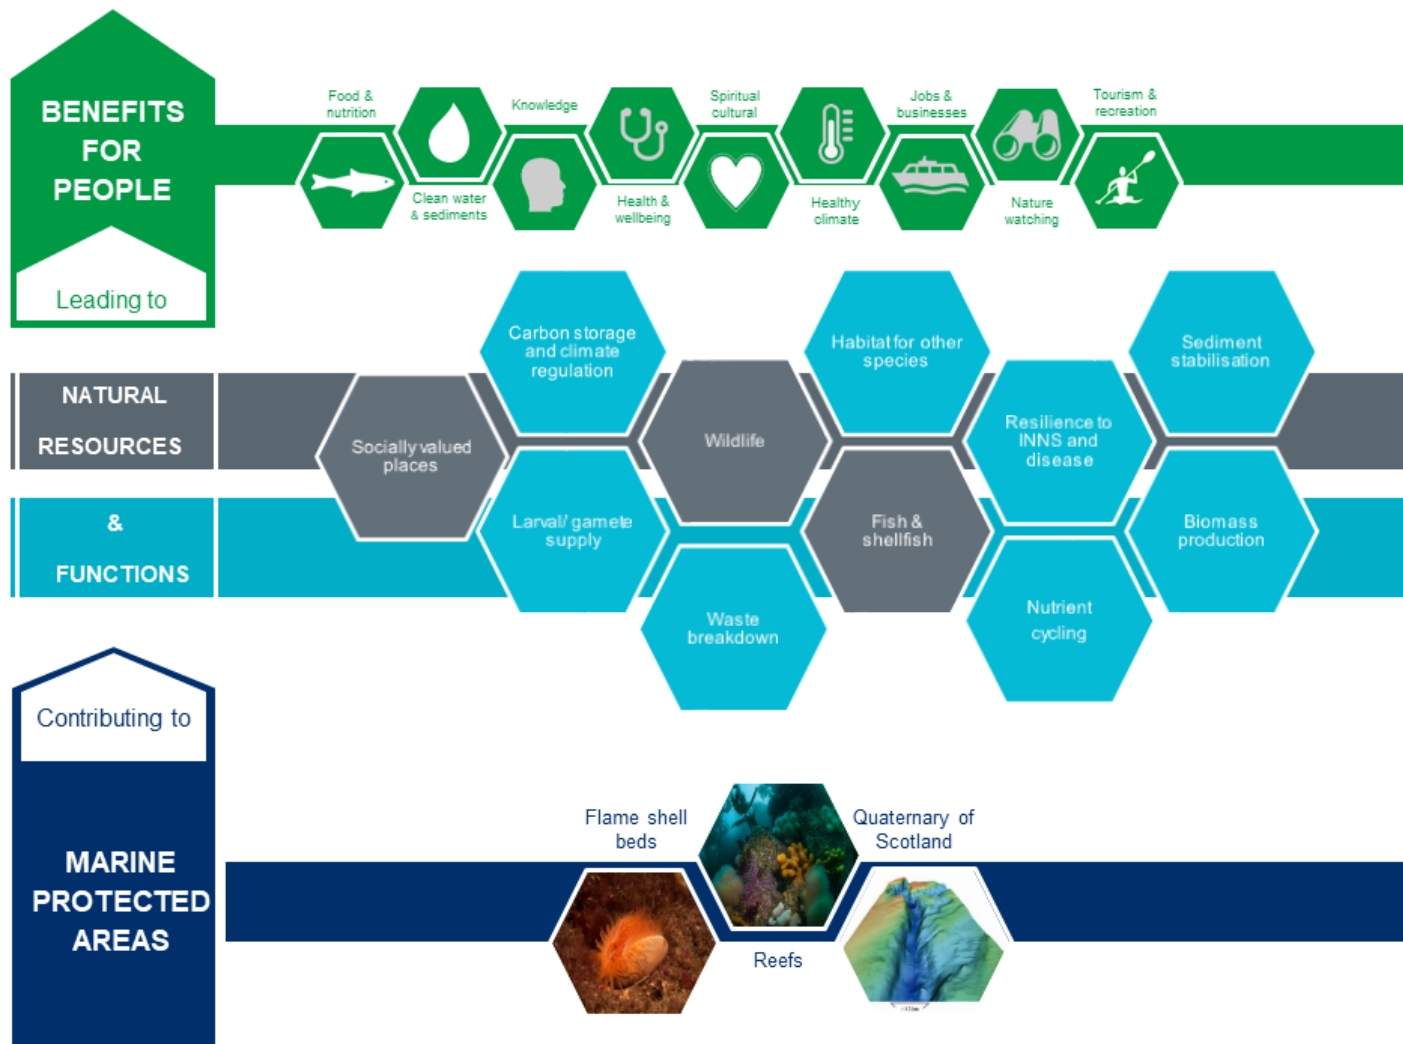 BENEFITS
FOR
PEOPLE
Leading to
Food &
nutrition
Clean water
& sediments
Knowledge
Health &
wellbeing
Spiritual
cultural
Healthy
climate
Jobs &
businesses
Nature
watching
Tourism &
recreation
NATURAL
RESOURCES
&
FUNCTIONS
Socially valued
places
Carbon storage
and climate
regulation
Larval/ gamete
supply
Wildlife
Waste
breakdown
Habitat for other
species
Fish &
shellfish
Resilience to
INNS and
disease
Nutrient
cycling
Sediment
stabilisation
Biomass
production
Contributing to
MARINE
PROTECTED
AREAS
Flame shell
beds
Reefs
Quaternary of
Scotland